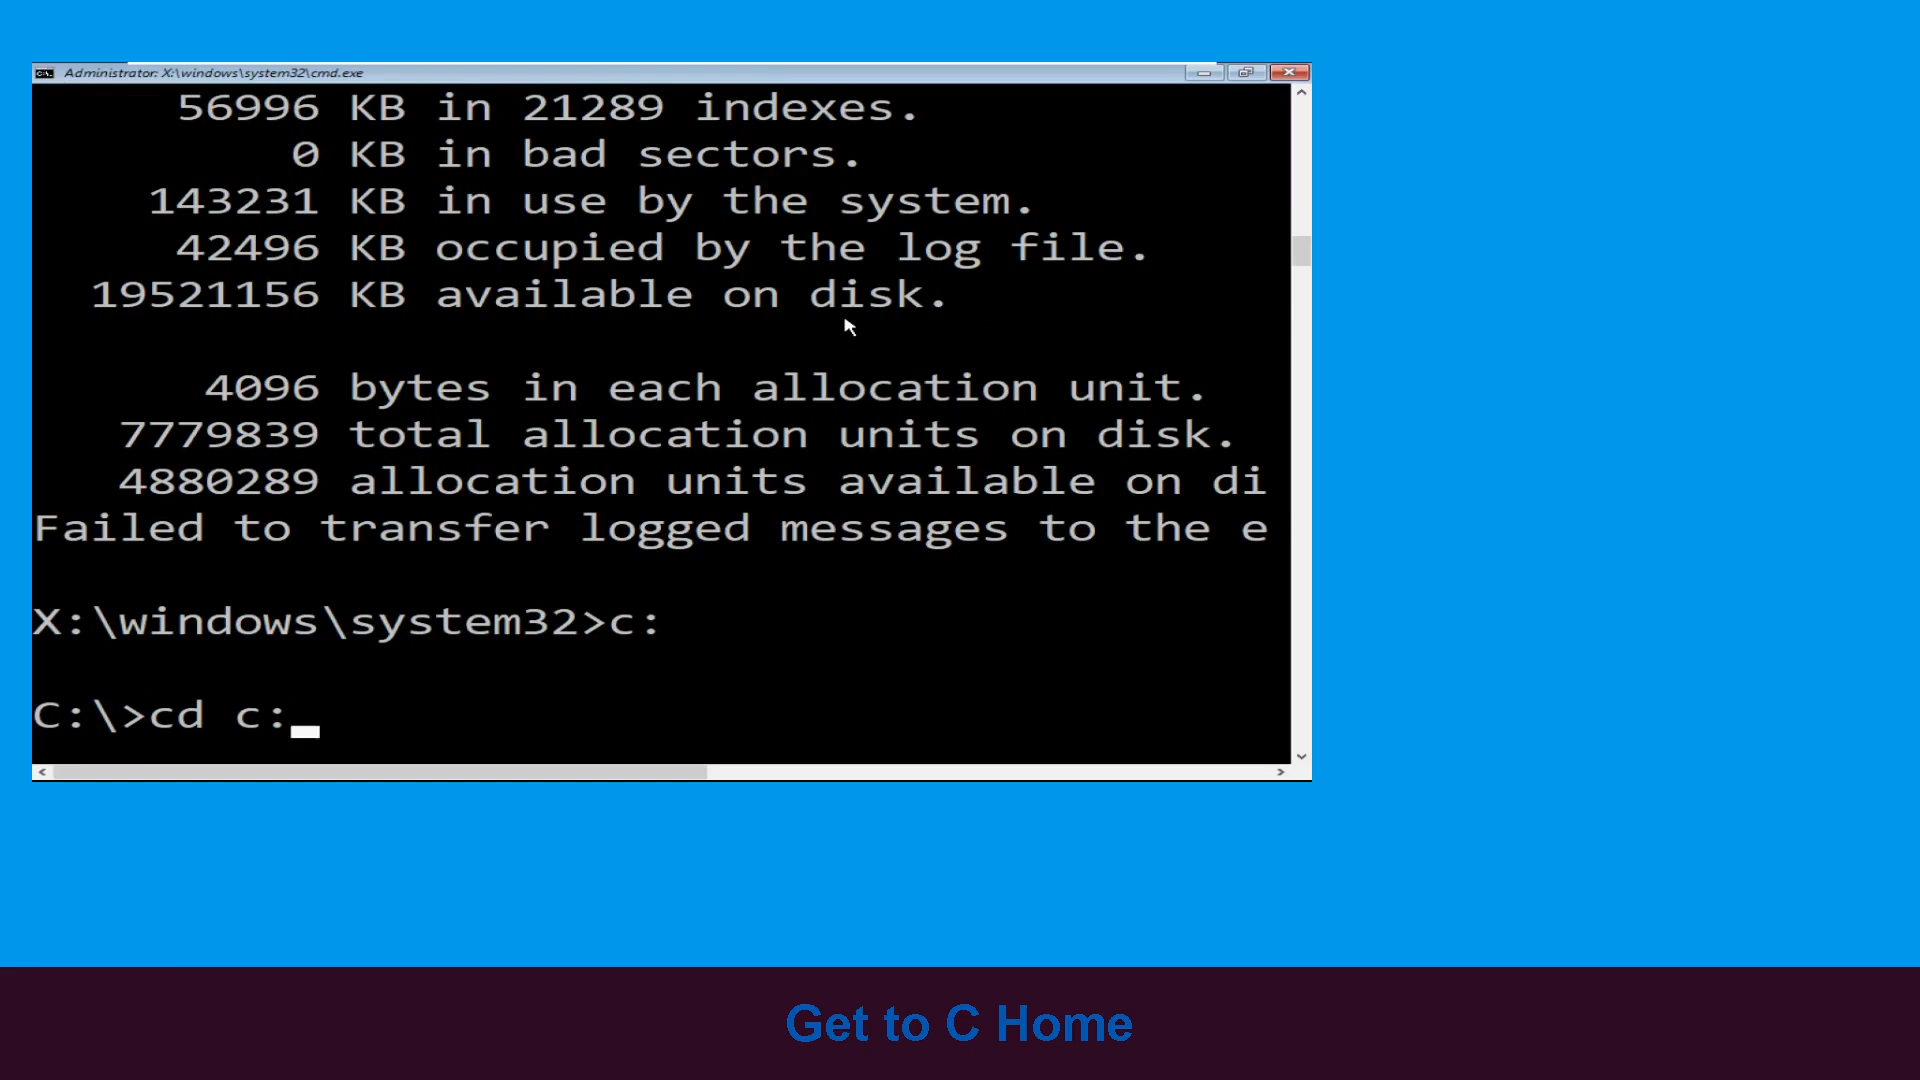 Administrator: X:\windows\system32\cmd.exe
56996 KB in 21289 indexes.
0 KB in bad sectors.
143231 KB in use by the system.
42496 KB occupied by the log file.
19521156 KB available on disk.
4096 bytes in each allocation unit.
7779839 total allocation units on disk.
4880289 allocation units available on di
Failed to transfer logged messages to the e
X:\windows\system32>c:
C:\>cd c:
Get to C Home